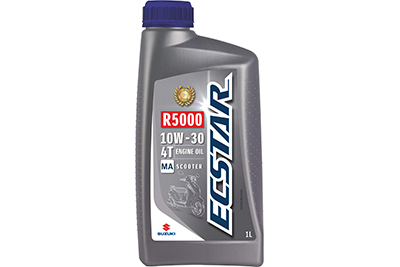 R5000
10W-30
4T ENGINE OIL
MA SCOOTER
ECSTAR
SUZUKI
1L